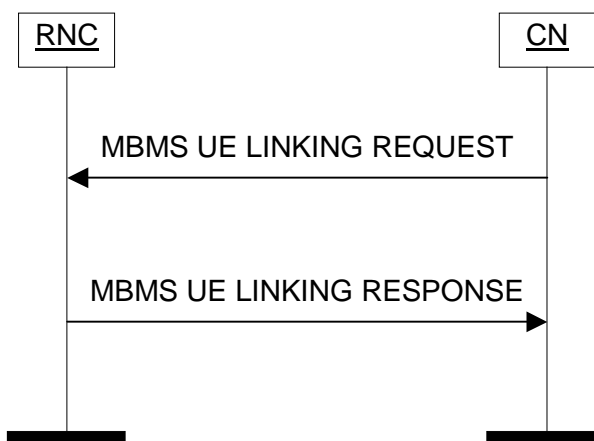 RNC
CN
MBMS UE LINKING REQUEST
MBMS UE LINKING RESPONSE